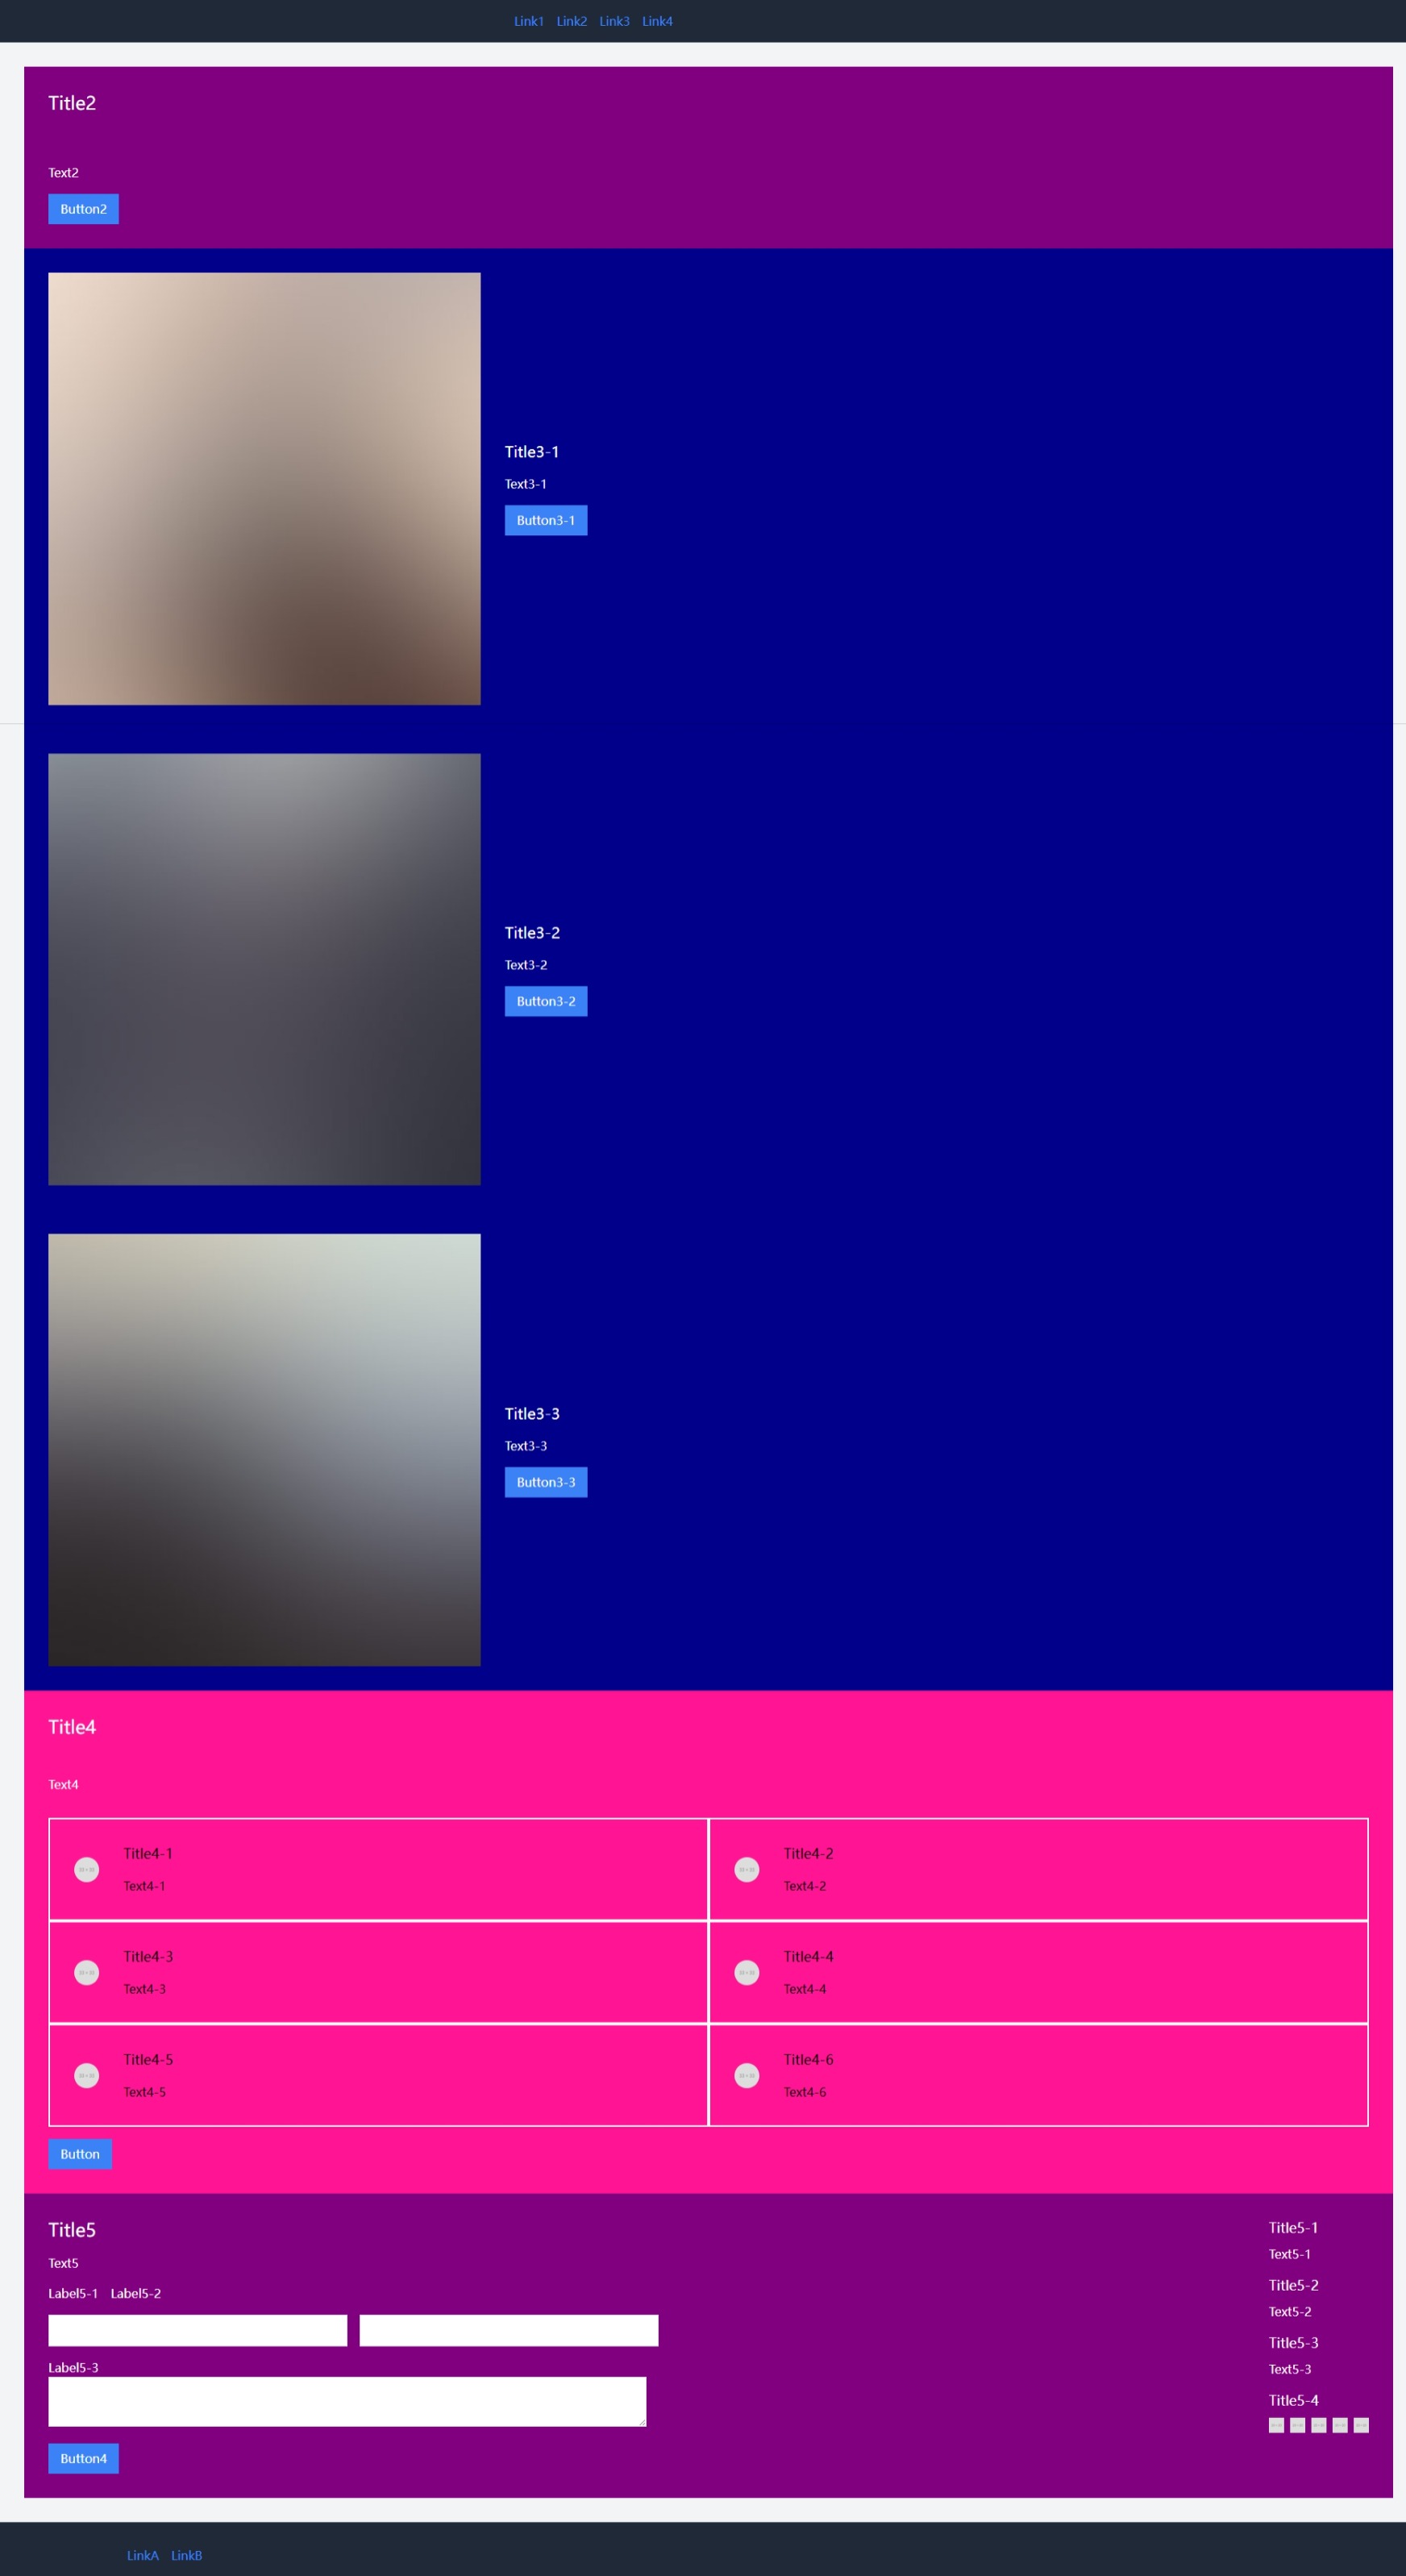 Link1 Link2 Link3 Link4
Title2
Text2
Button2
Title3-1
Text3-1
Button3-1
Title3-2
Text3-2
Button3-2
Title3-3
Text3-3
Button3-3
Title4
Text4
Title4-1
Text4-1
Title4-2
Text4-2
Title4-3
Text4-3
Title4-4
Text4-4
Title4-5
Text4-5
Title4-6
Text4-6
Button
Title5
Text5
Label5-1 Label5-2
Label5-3
Button4
Title5-1
Text5-1
Title5-2
Text5-2
Title5-3
Text5-3
Title5-4
LinkA LinkB